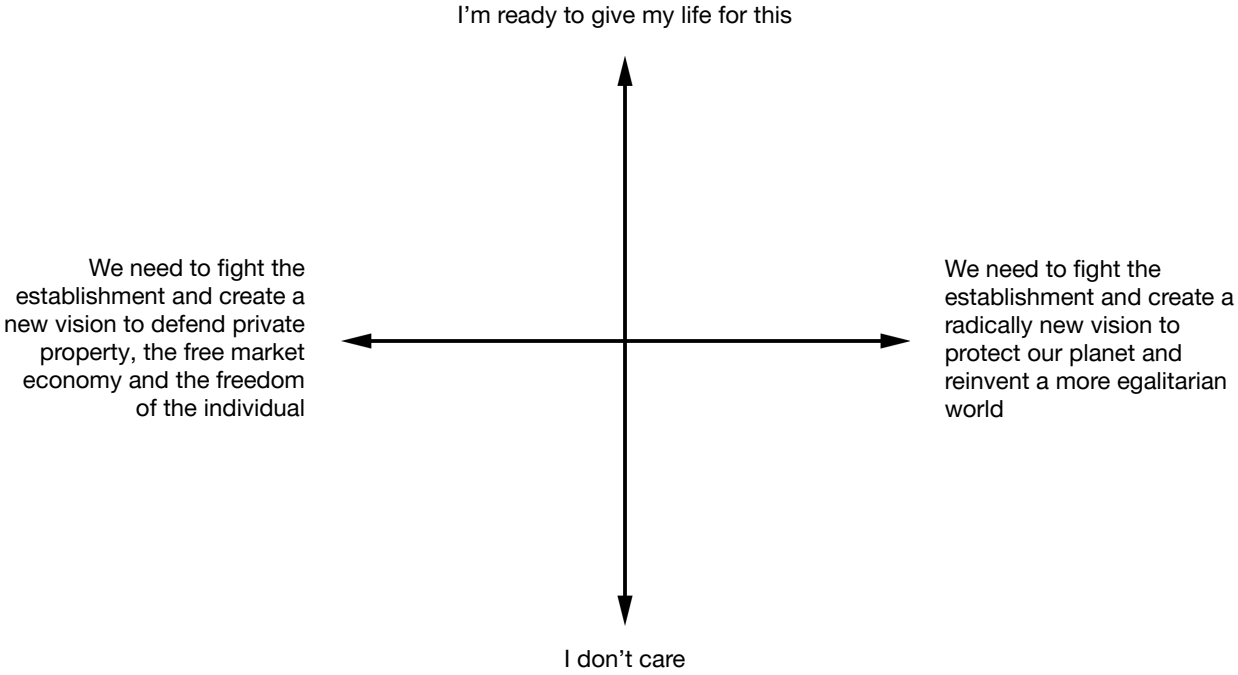 I’m ready to give my life for this
We need to fight the
establishment and create a
new vision to defend private
property, the free market
economy and the freedom
of the individual
We need to fight the
establishment and create a
radically new vision to
protect our planet and
reinvent a more egalitarian
world
I don’t care